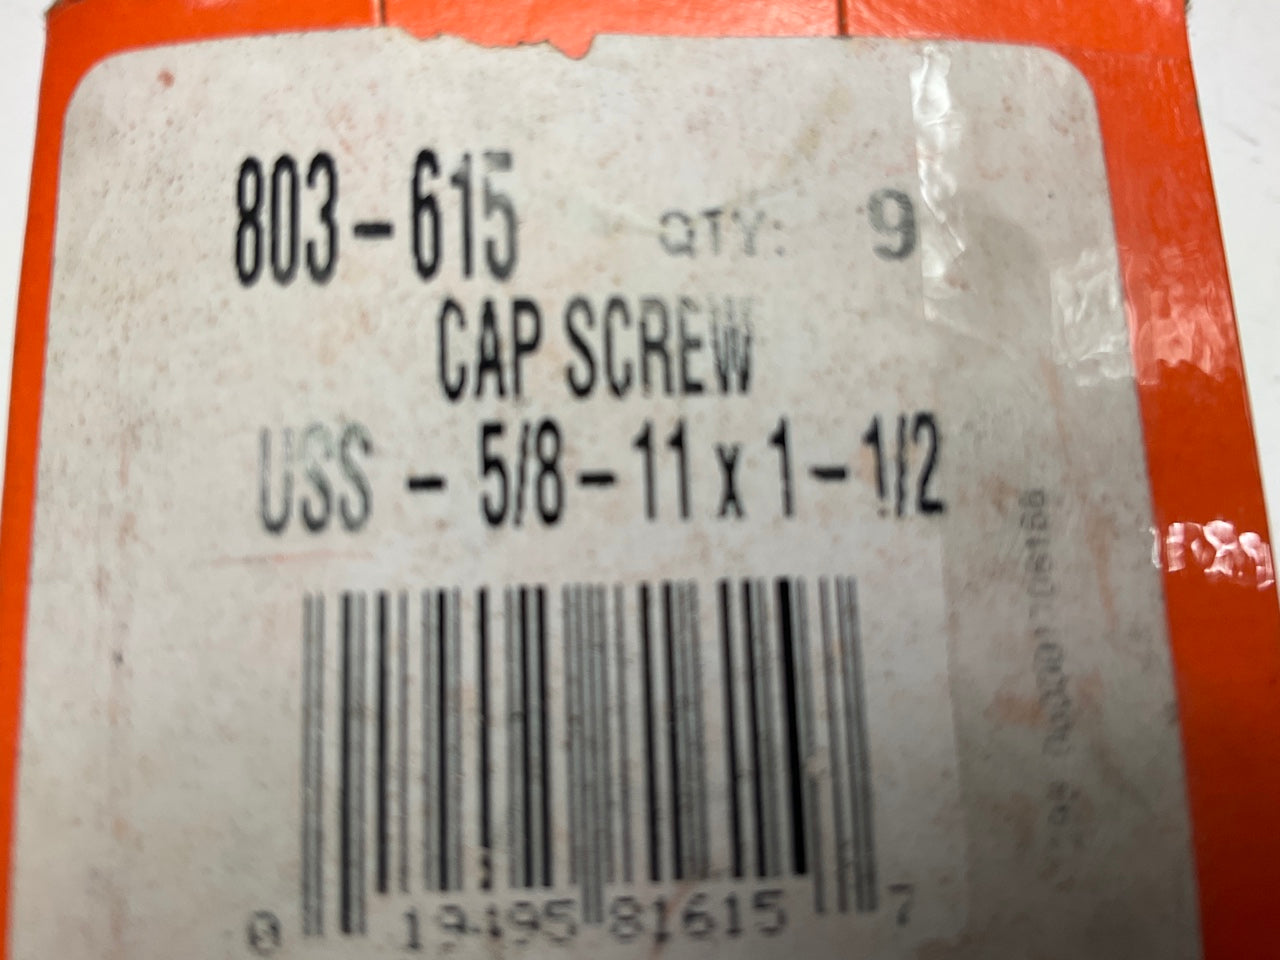 803-615 QTY: 9
CAP SCREW
USS - 5/8-11 x 1-1/2
0 19495 81615 7